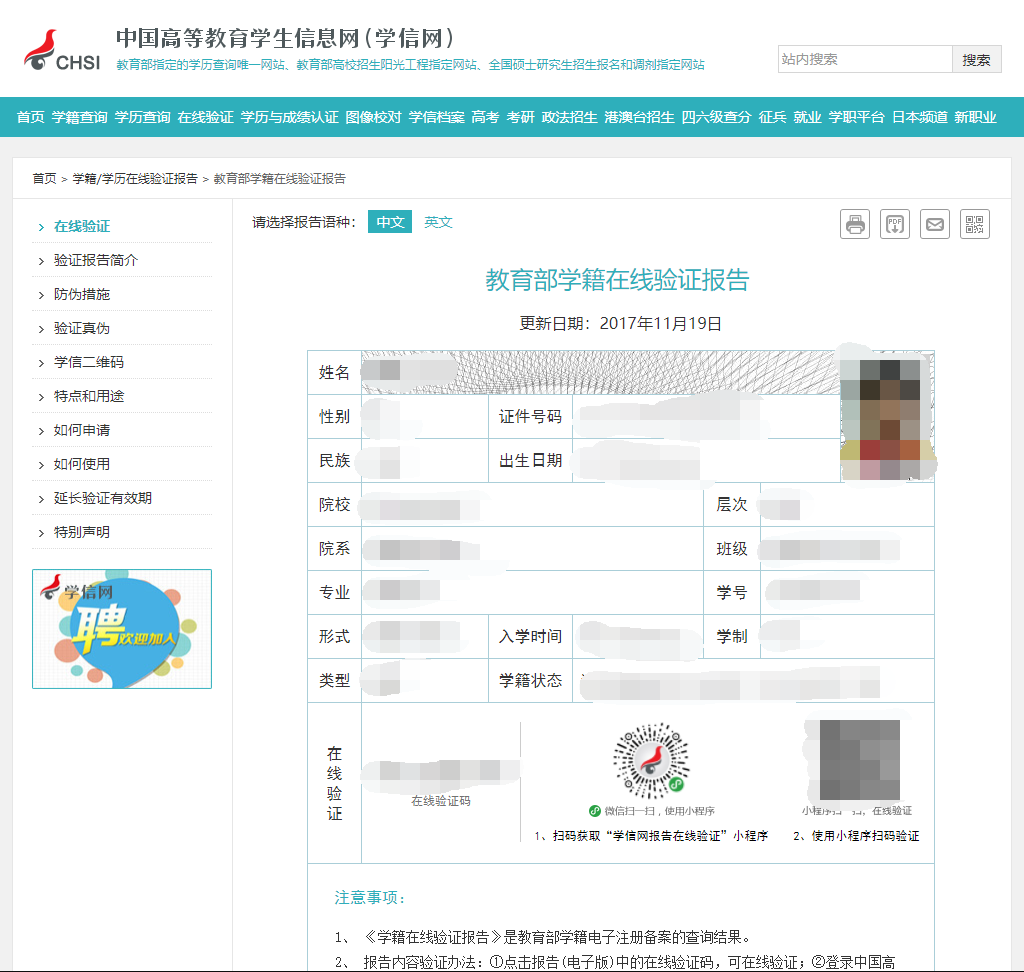 CHSI
中国高等教育学生信息网(学信网)
教育部指定的学历查询唯一网站、教育部高校招生阳光工程指定网站、全国硕士研究生招生报名和调剂指定网站
站内搜索 搜索
首页 学籍查询 学历查询 在线验证 学历与成绩认证 图像校对 学信档案 高考 考研 政法招生 港澳台招生 四六级查分 征兵 就业 学职平台 日本频道 新职业
首页 > 学籍/学历在线验证报告 > 教育部学籍在线验证报告
在线验证
验证报告简介
防伪措施
验证真伪
学信二维码
特点和用途
如何申请
如何使用
延长验证有效期
特别声明
学信网
聘欢迎加入
请选择报告语种： 中文 英文
PDF
教育部学籍在线验证报告
更新日期：2017年11月19日
姓名
性别 证件号码
民族 出生日期
院校 层次
院系 班级
专业 学号
形式 入学时间 学制
类型 学籍状态
在线验证
在线验证码
微信扫一扫，使用小程序
小程序扫一扫，在线验证
1、扫码获取“学信网报告在线验证”小程序
2、使用小程序扫码验证
注意事项：
1、 《学籍在线验证报告》是教育部学籍电子注册备案的查询结果。
2、 报告内容验证办法：①点击报告(电子版)中的在线验证码，可在线验证；②登录中国高